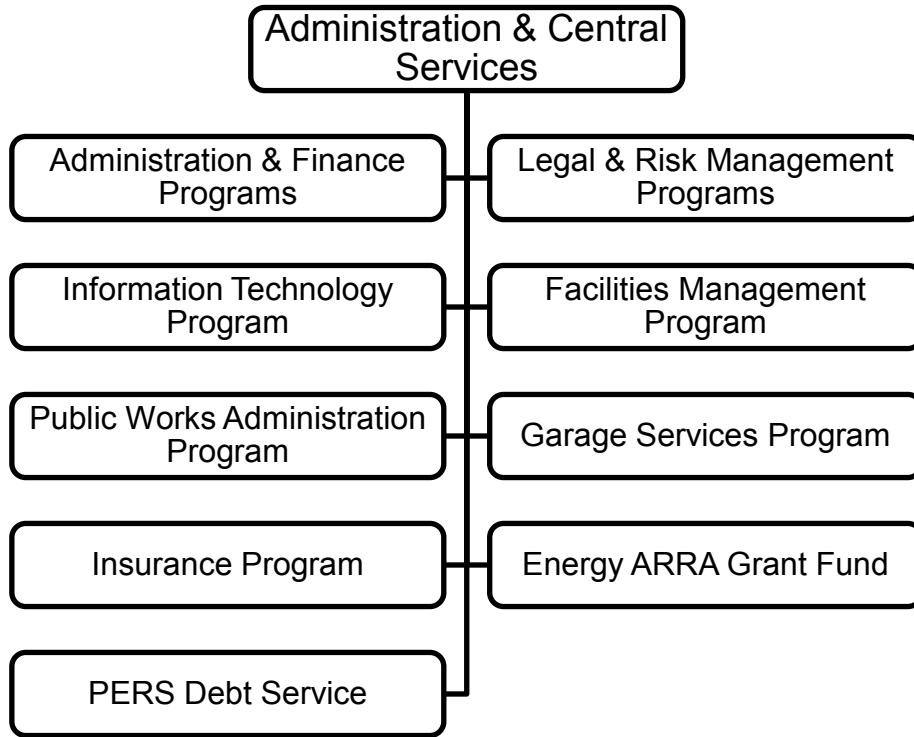 Administration & Central
Services
Administration & Finance
Programs
Legal & Risk Management
Programs
Information Technology
Program
Facilities Management
Program
Public Works Administration
Program
Garage Services Program
Insurance Program
Energy ARRA Grant Fund
PERS Debt Service